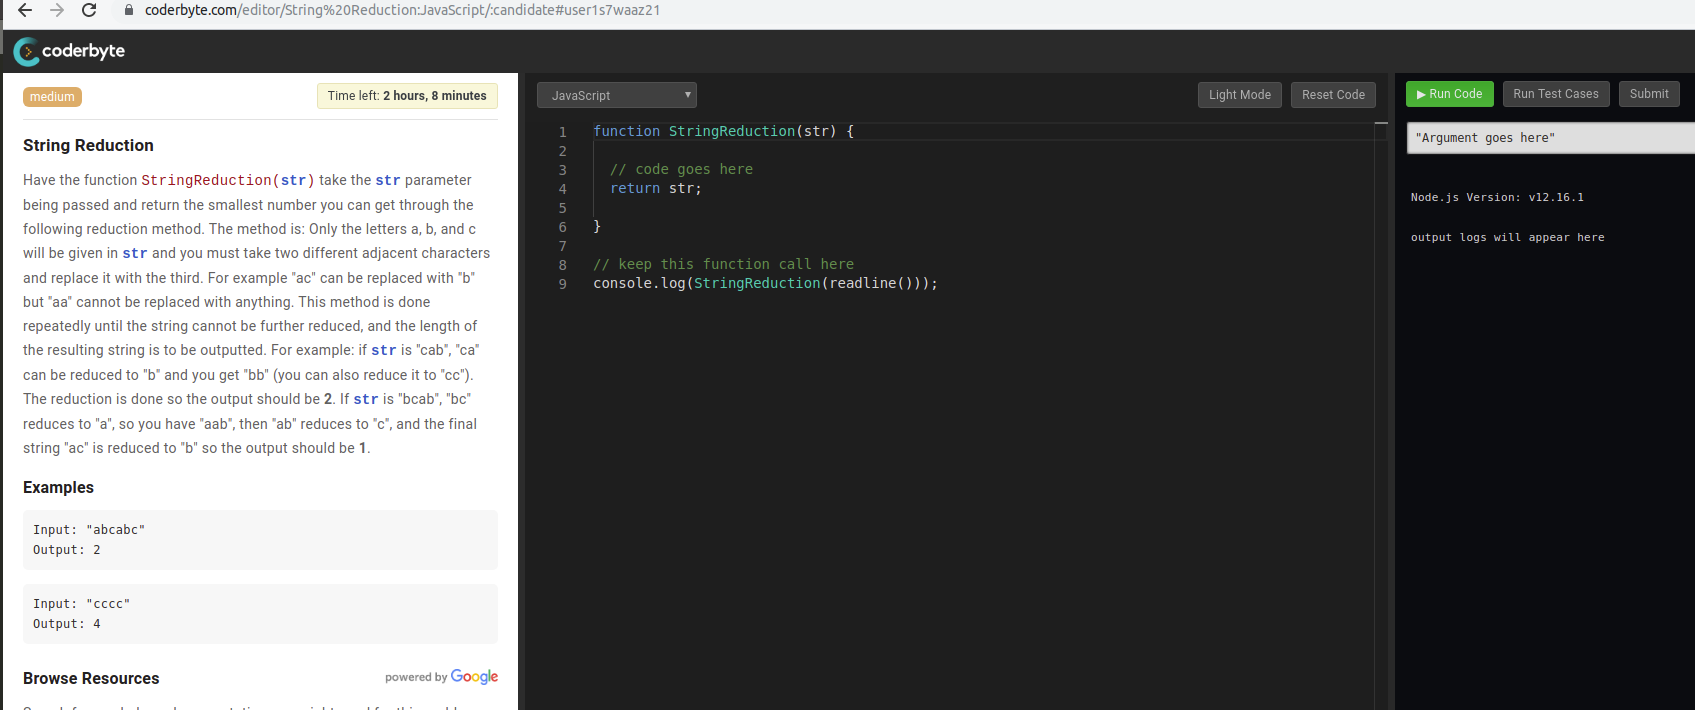 coderbyte.com/editor/String%20Reduction:JavaScript/:candidate#user1s7waaz21
coderbyte
medium
Time left: 2 hours, 8 minutes
String Reduction
Have the function StringReduction(str) take the str parameter
being passed and return the smallest number you can get through the
following reduction method. The method is: Only the letters a, b, and c
will be given in str and you must take two different adjacent characters
and replace it with the third. For example "ac" can be replaced with "b"
but "aa" cannot be replaced with anything. This method is done
repeatedly until the string cannot be further reduced, and the length of
the resulting string is to be outputted. For example: if str is "cab", "ca"
can be reduced to "b" and you get "bb" (you can also reduce it to "cc").
The reduction is done so the output should be 2. If str is "bcab", "bc"
reduces to "a", so you have "aab", then "ab" reduces to "c", and the final
string "ac" is reduced to "b" so the output should be 1.
Examples
Input: "abcabc"
Output: 2
Input: "cccc"
Output: 4
Browse Resources
powered by Google
JavaScript
Light Mode
Reset Code
1 function StringReduction(str) {
2
3 // code goes here
4 return str;
5
6 }
7
8 // keep this function call here
9 console.log(StringReduction(readline()));
▶ Run Code
Run Test Cases
Submit
"Argument goes here"
Node.js Version: v12.16.1
output logs will appear here